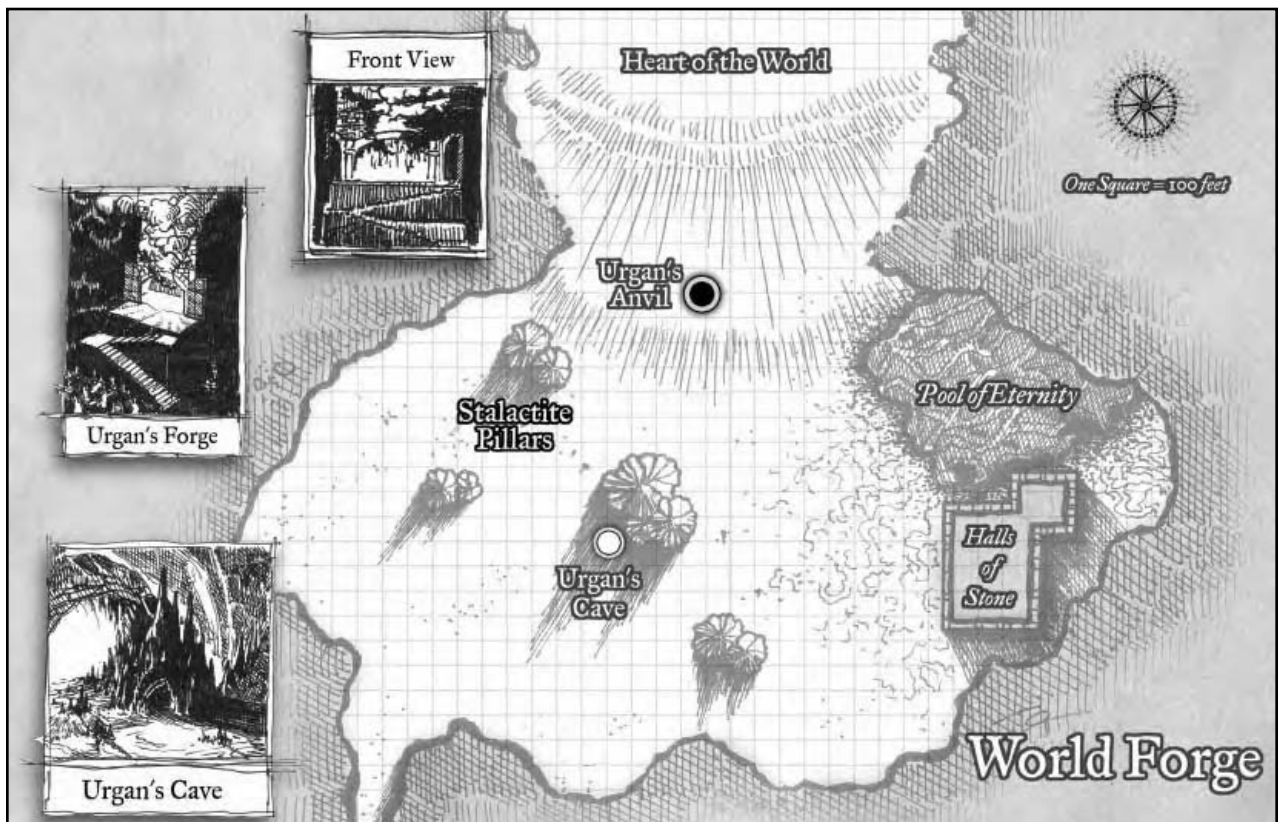 Front View
Heart of the World
One Square = 100 feet
Urgan's
Anvil
Pool of Eternity
Stalactite
Pillars
Urgan's Forge
Halls
of
Stone
Urgan's
Cave
World Forge
Urgan's Cave